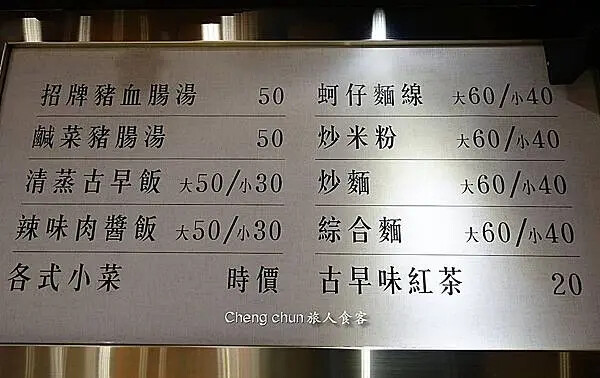 招牌豬血腸湯 50
鹹菜豬腸湯 50
清蒸古早飯 大50/小30
辣味肉醬飯 大50/小30
各式小菜 時價
蚵仔麵線 大60/小40
炒米粉 大60/小40
炒麵 大60/小40
綜合麵 大60/小40
古早味紅茶 20
Cheng chun 旅人食客